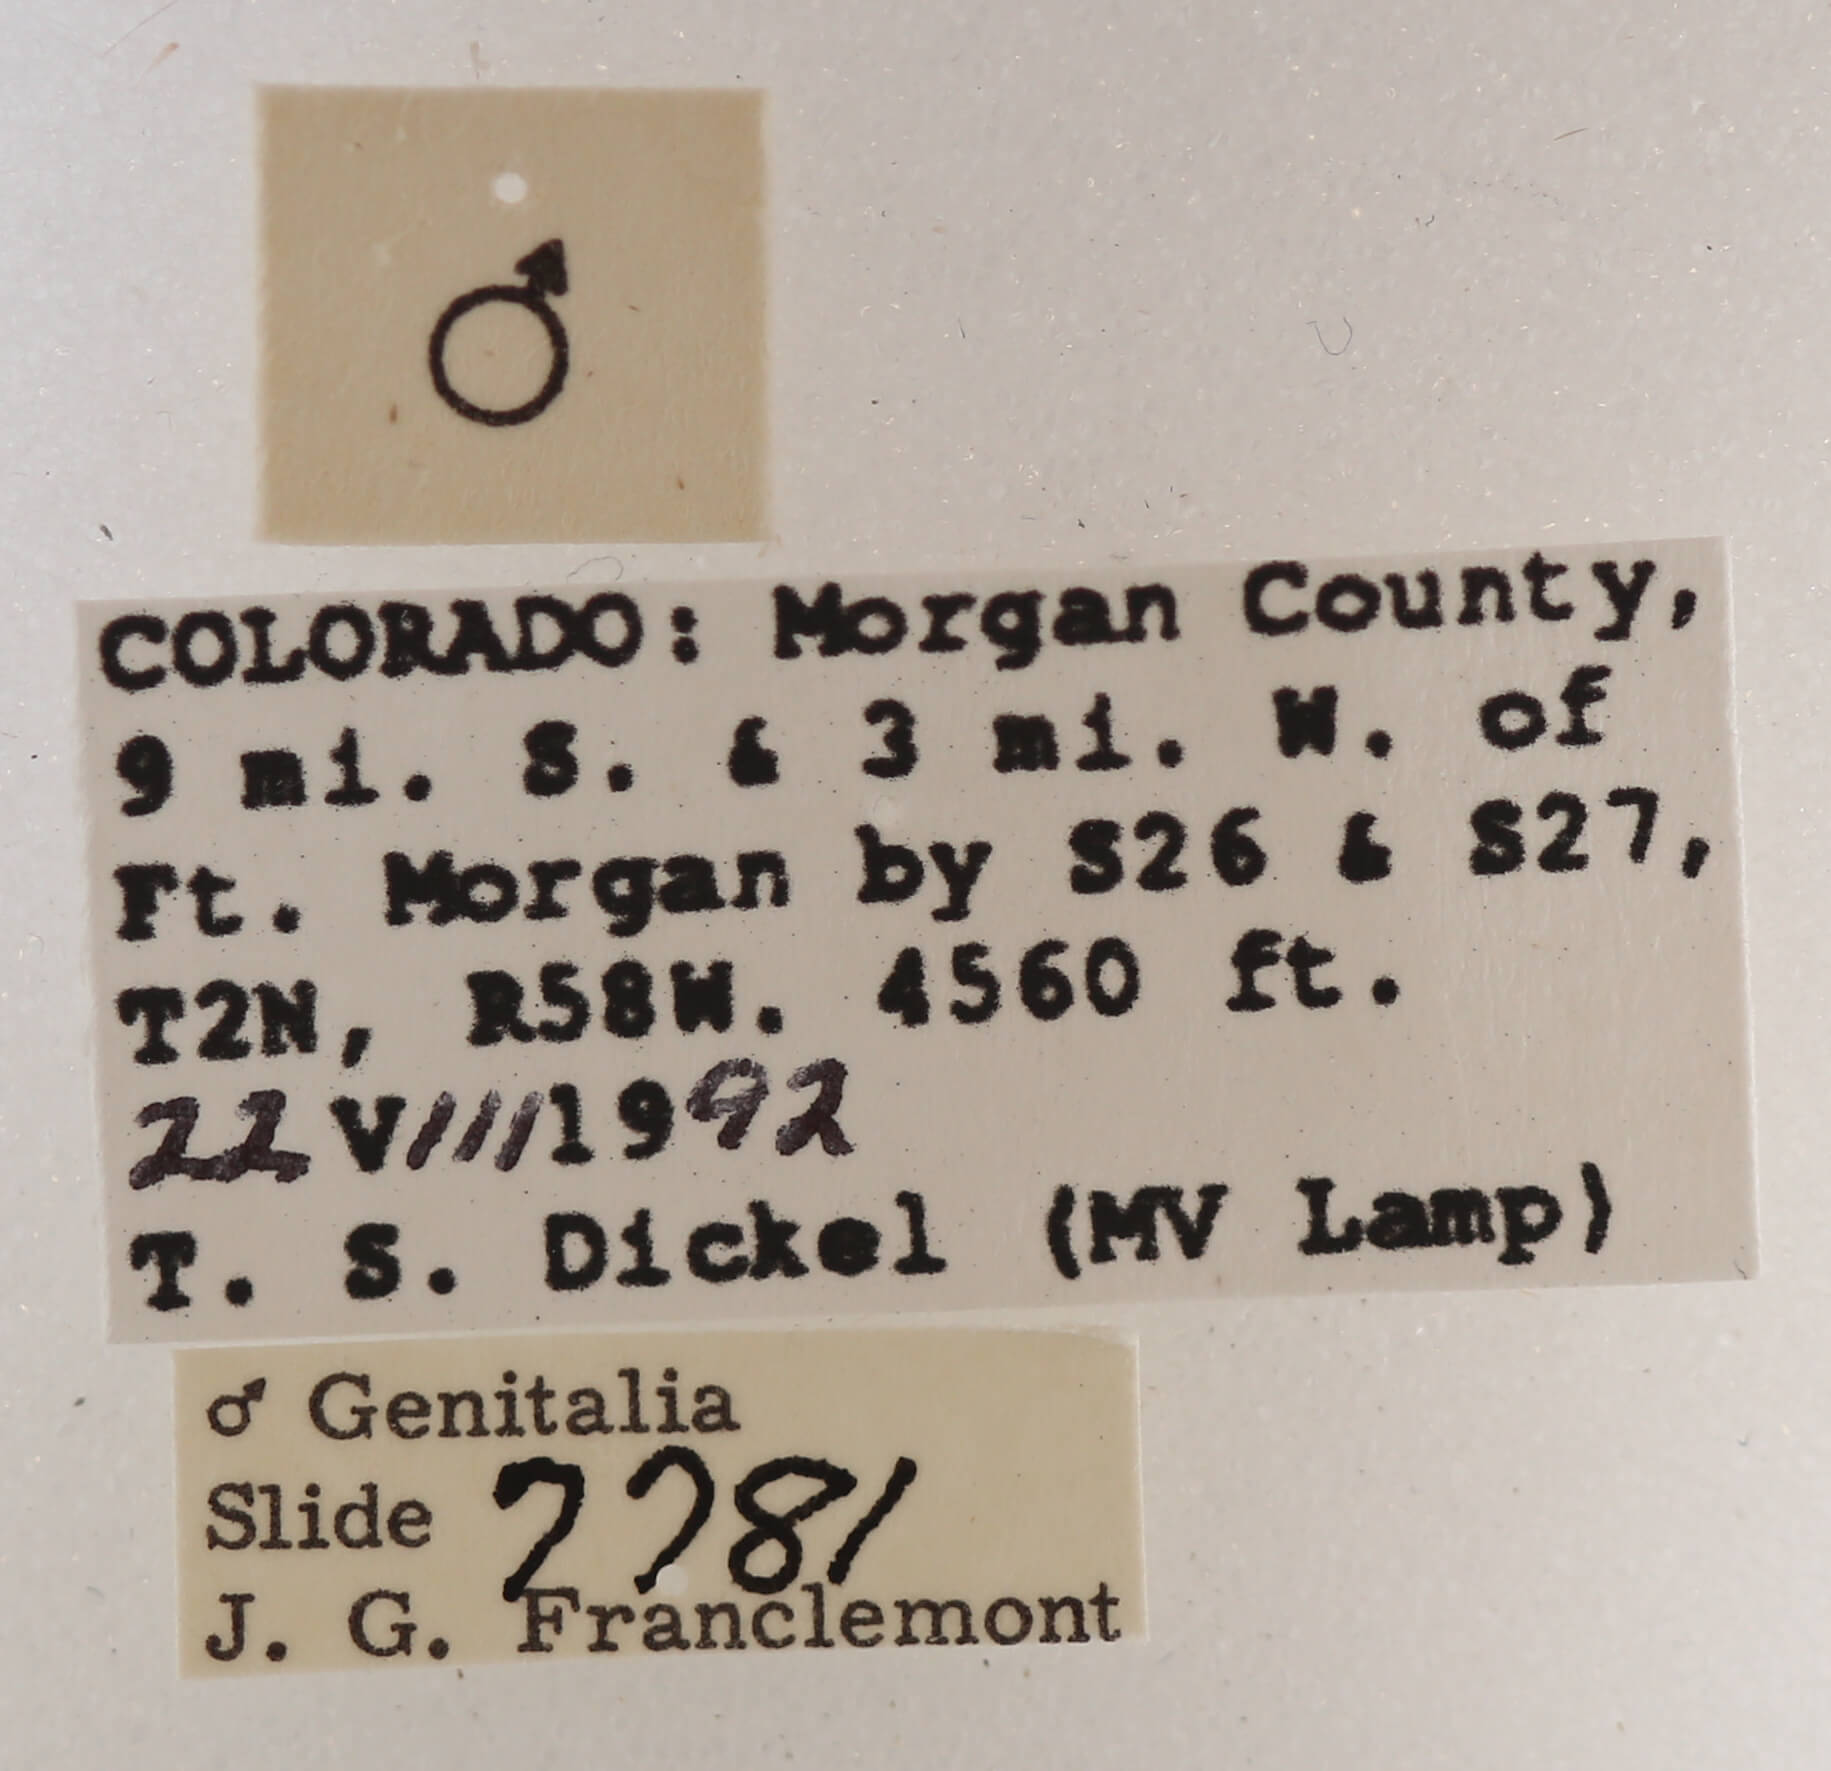 ♂
COLORADO: Morgan County,
9 mi. S. & 3 mi. W. of
Ft. Morgan by S26 & S27,
T2N, R58W. 4560 ft.
22 VIII 1992
T. S. Dickel (MV Lamp)
♂ Genitalia
Slide 7781
J. G. Franclemont